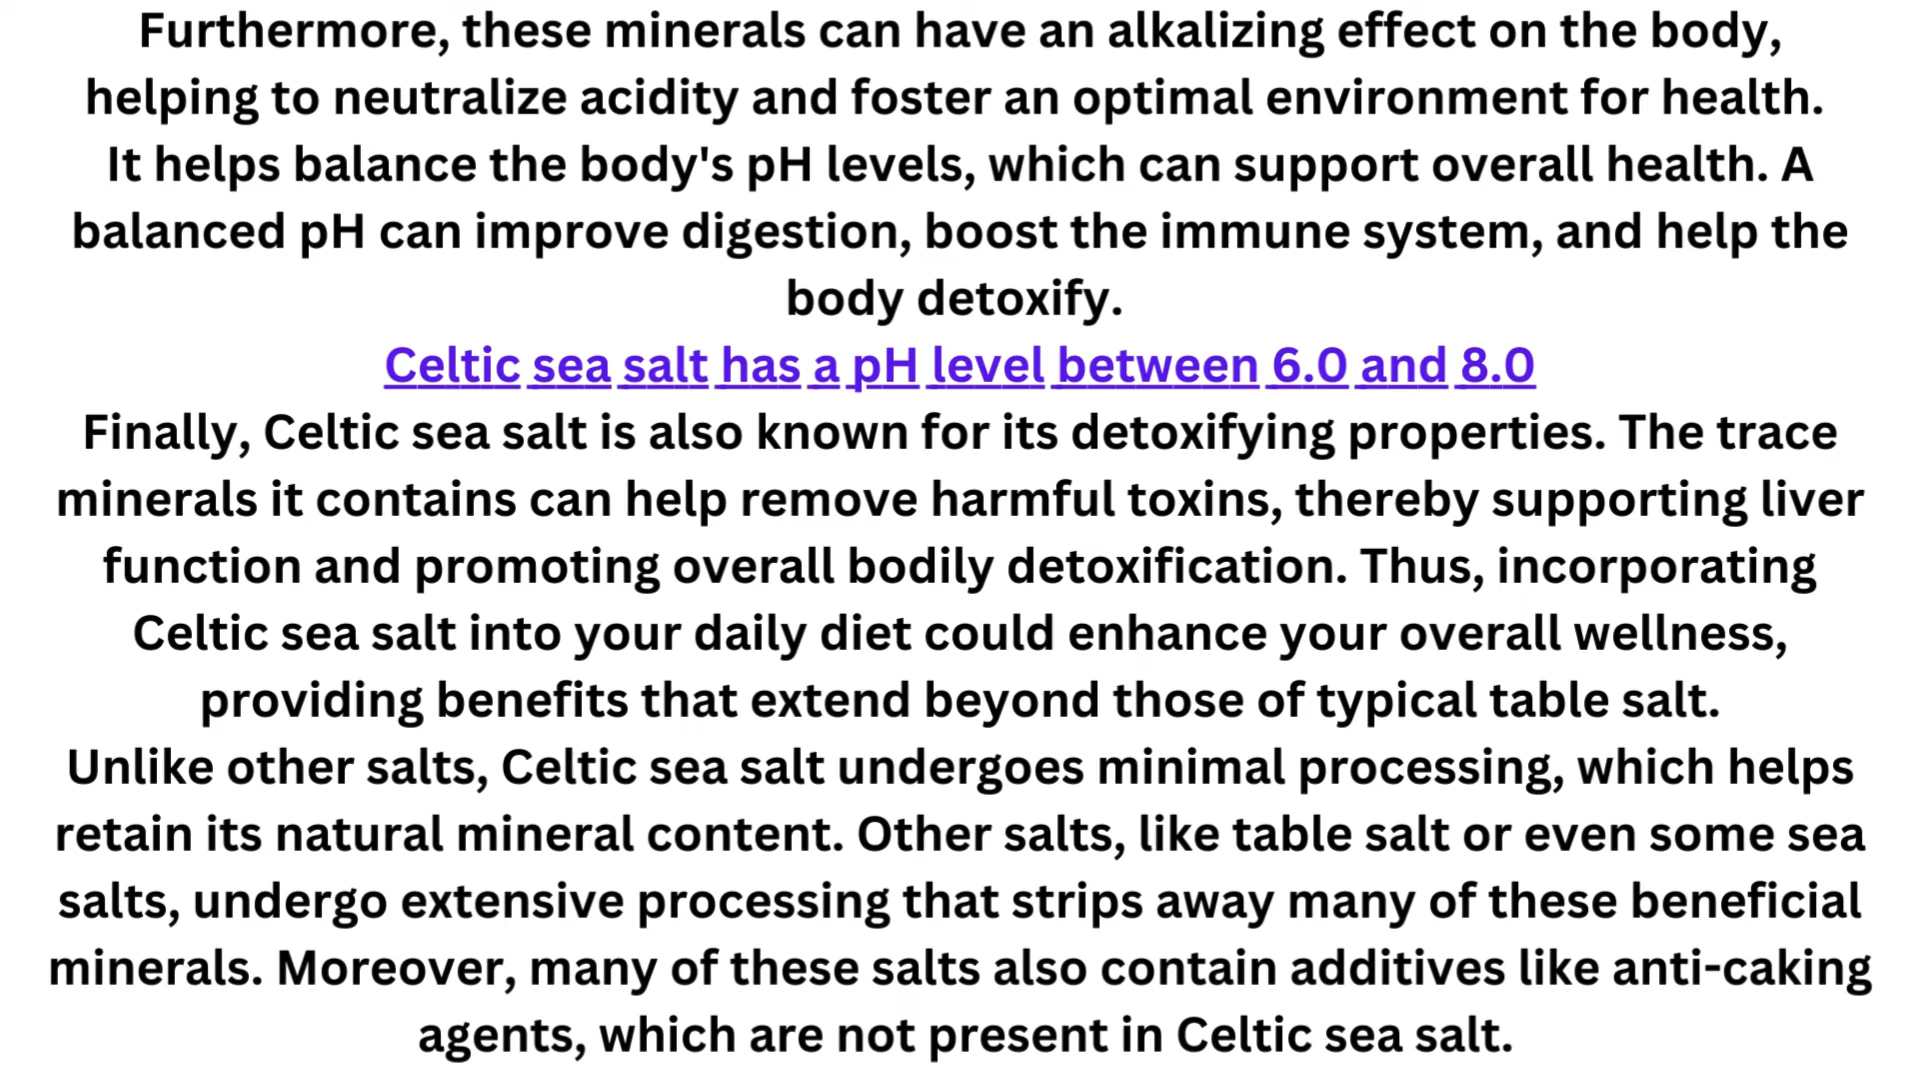 Furthermore, these minerals can have an alkalizing effect on the body,
helping to neutralize acidity and foster an optimal environment for health.
It helps balance the body's pH levels, which can support overall health. A
balanced pH can improve digestion, boost the immune system, and help the
body detoxify.
Celtic sea salt has a pH level between 6.0 and 8.0
Finally, Celtic sea salt is also known for its detoxifying properties. The trace
minerals it contains can help remove harmful toxins, thereby supporting liver
function and promoting overall bodily detoxification. Thus, incorporating
Celtic sea salt into your daily diet could enhance your overall wellness,
providing benefits that extend beyond those of typical table salt.
Unlike other salts, Celtic sea salt undergoes minimal processing, which helps
retain its natural mineral content. Other salts, like table salt or even some sea
salts, undergo extensive processing that strips away many of these beneficial
minerals. Moreover, many of these salts also contain additives like anti-caking
agents, which are not present in Celtic sea salt.